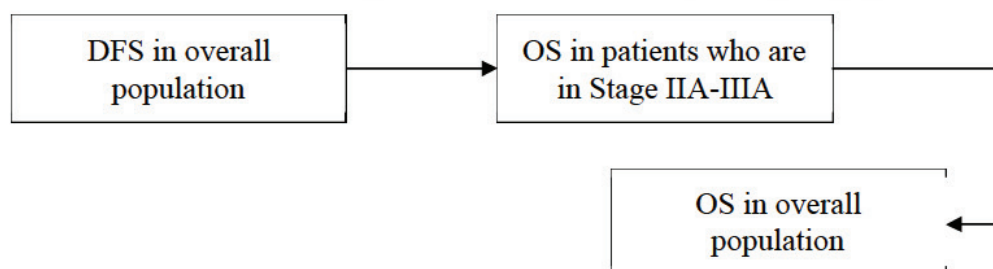 DFS in overall
population
OS in patients who are
in Stage IIA-IIIA
OS in overall
population